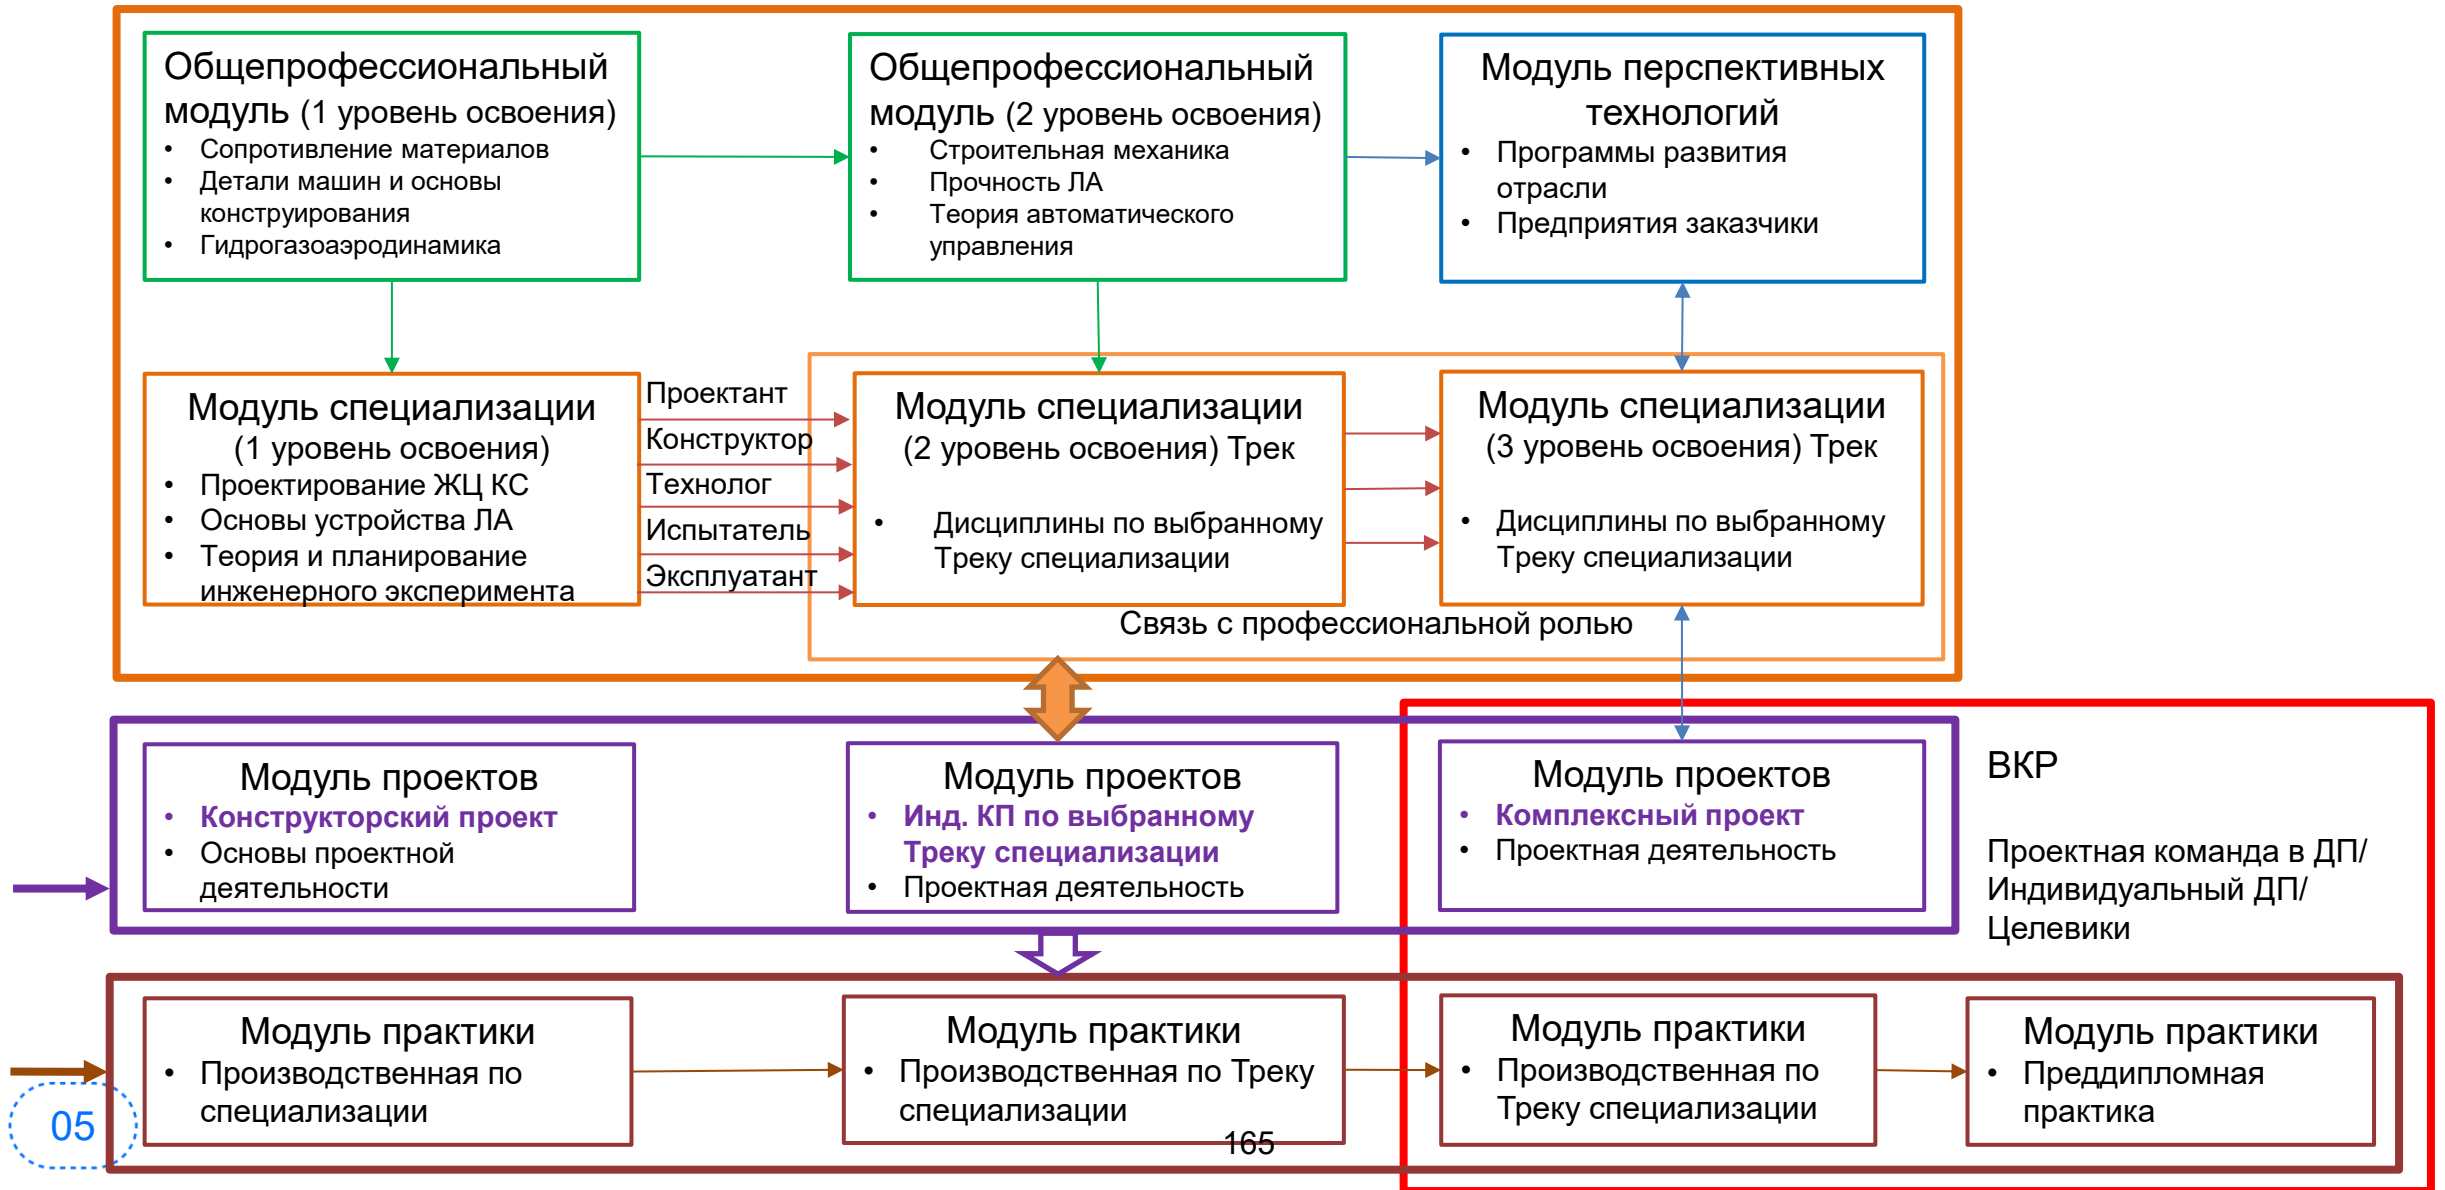 Общепрофессиональный
модуль (1 уровень освоения)
• Сопротивление материалов
• Детали машин и основы
конструирования
• Гидрогазоаэродинамика
Общепрофессиональный
модуль (2 уровень освоения)
• Строительная механика
• Прочность ЛА
• Теория автоматического
управления
Модуль перспективных
технологий
• Программы развития
отрасли
• Предприятия заказчики
Модуль специализации
(1 уровень освоения)
• Проектирование ЖЦ КС
• Основы устройства ЛА
• Теория и планирование
инженерного эксперимента
Проектант
Конструктор
Технолог
Испытатель
Эксплуатант
Модуль специализации
(2 уровень освоения) Трек
• Дисциплины по выбранному
Треку специализации
Модуль специализации
(3 уровень освоения) Трек
• Дисциплины по выбранному
Треку специализации
Связь с профессиональной ролью
Модуль проектов
• Конструкторский проект
• Основы проектной
деятельности
Модуль проектов
• Инд. КП по выбранному
Треку специализации
• Проектная деятельность
Модуль проектов
• Комплексный проект
• Проектная деятельность
ВКР
Проектная команда в ДП/
Индивидуальный ДП/
Целевики
Модуль практики
• Производственная по
специализации
Модуль практики
• Производственная по Треку
специализации
Модуль практики
• Производственная по
Треку специализации
Модуль практики
• Преддипломная
практика
05
165